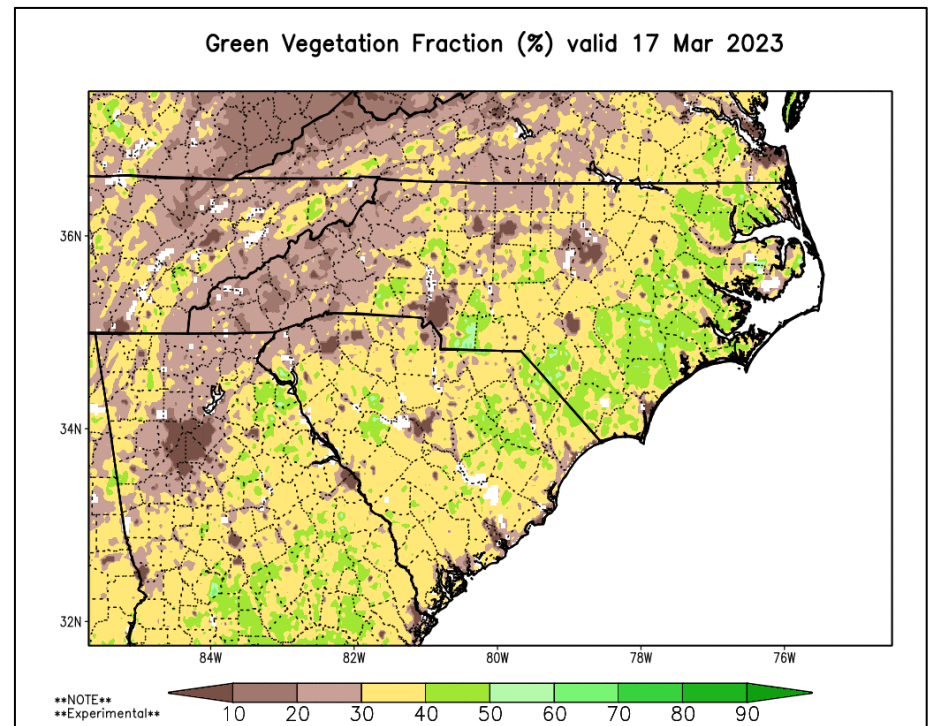 Green Vegetation Fraction (%) valid 17 Mar 2023
36N
34N
32N
84W 82W 80W 78W 76W
**NOTE**
**Experimental**
10 20 30 40 50 60 70 80 90